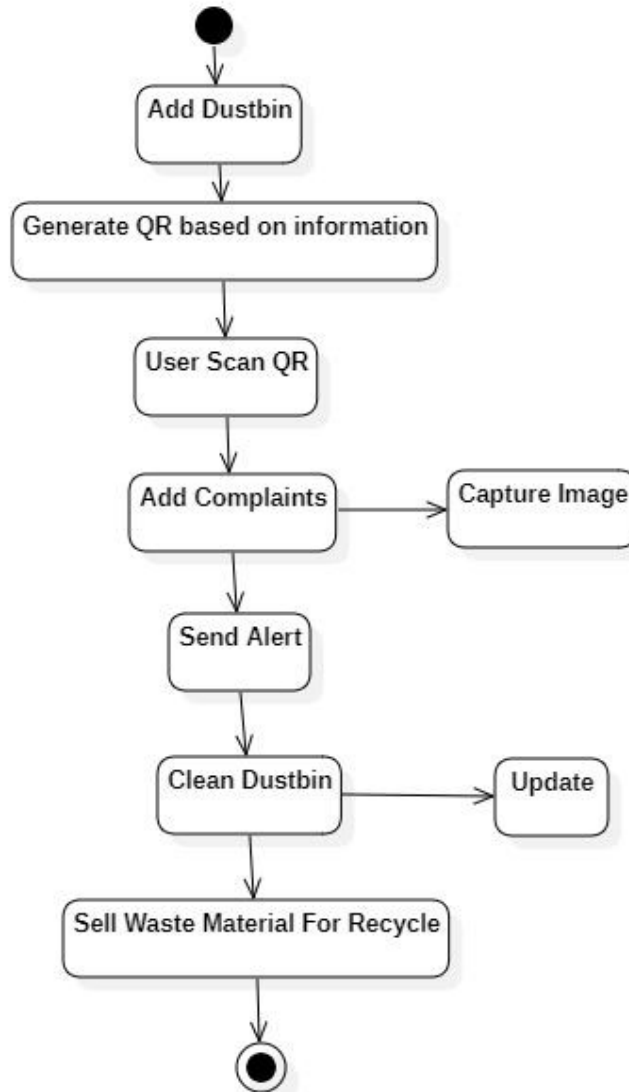 Add Dustbin
Generate QR based on information
User Scan QR
Add Complaints
Capture Image
Send Alert
Clean Dustbin
Update
Sell Waste Material For Recycle